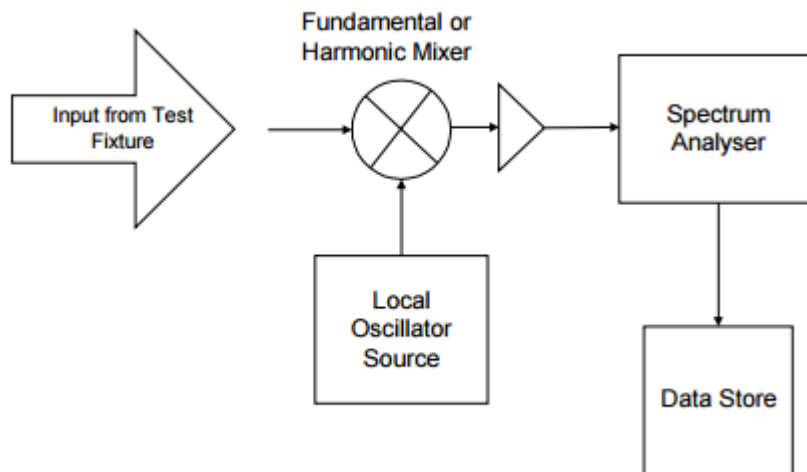 Fundamental or
Harmonic Mixer
Input from Test
Fixture
Spectrum
Analyser
Local
Oscillator
Source
Data Store